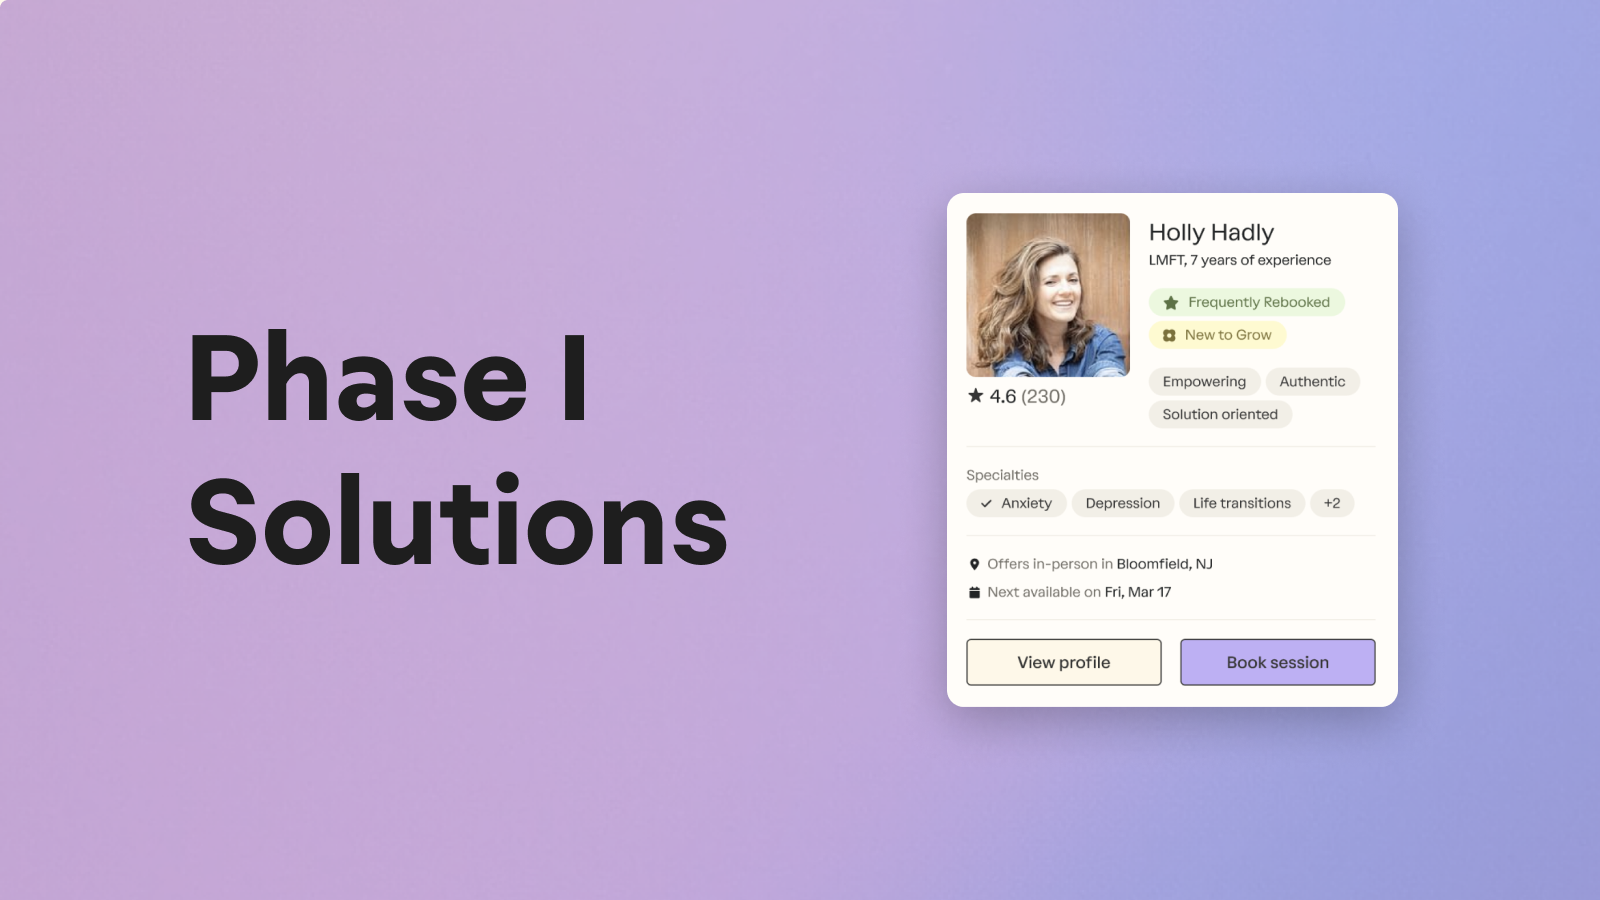 Phase I
Solutions
Holly Hadly
LMFT, 7 years of experience
Frequently Rebooked
New to Grow
Empowering Authentic
Solution oriented
4.6 (230)
Specialties
Anxiety Depression Life transitions +2
Offers in-person in Bloomfield, NJ
Next available on Fri, Mar 17
View profile Book session